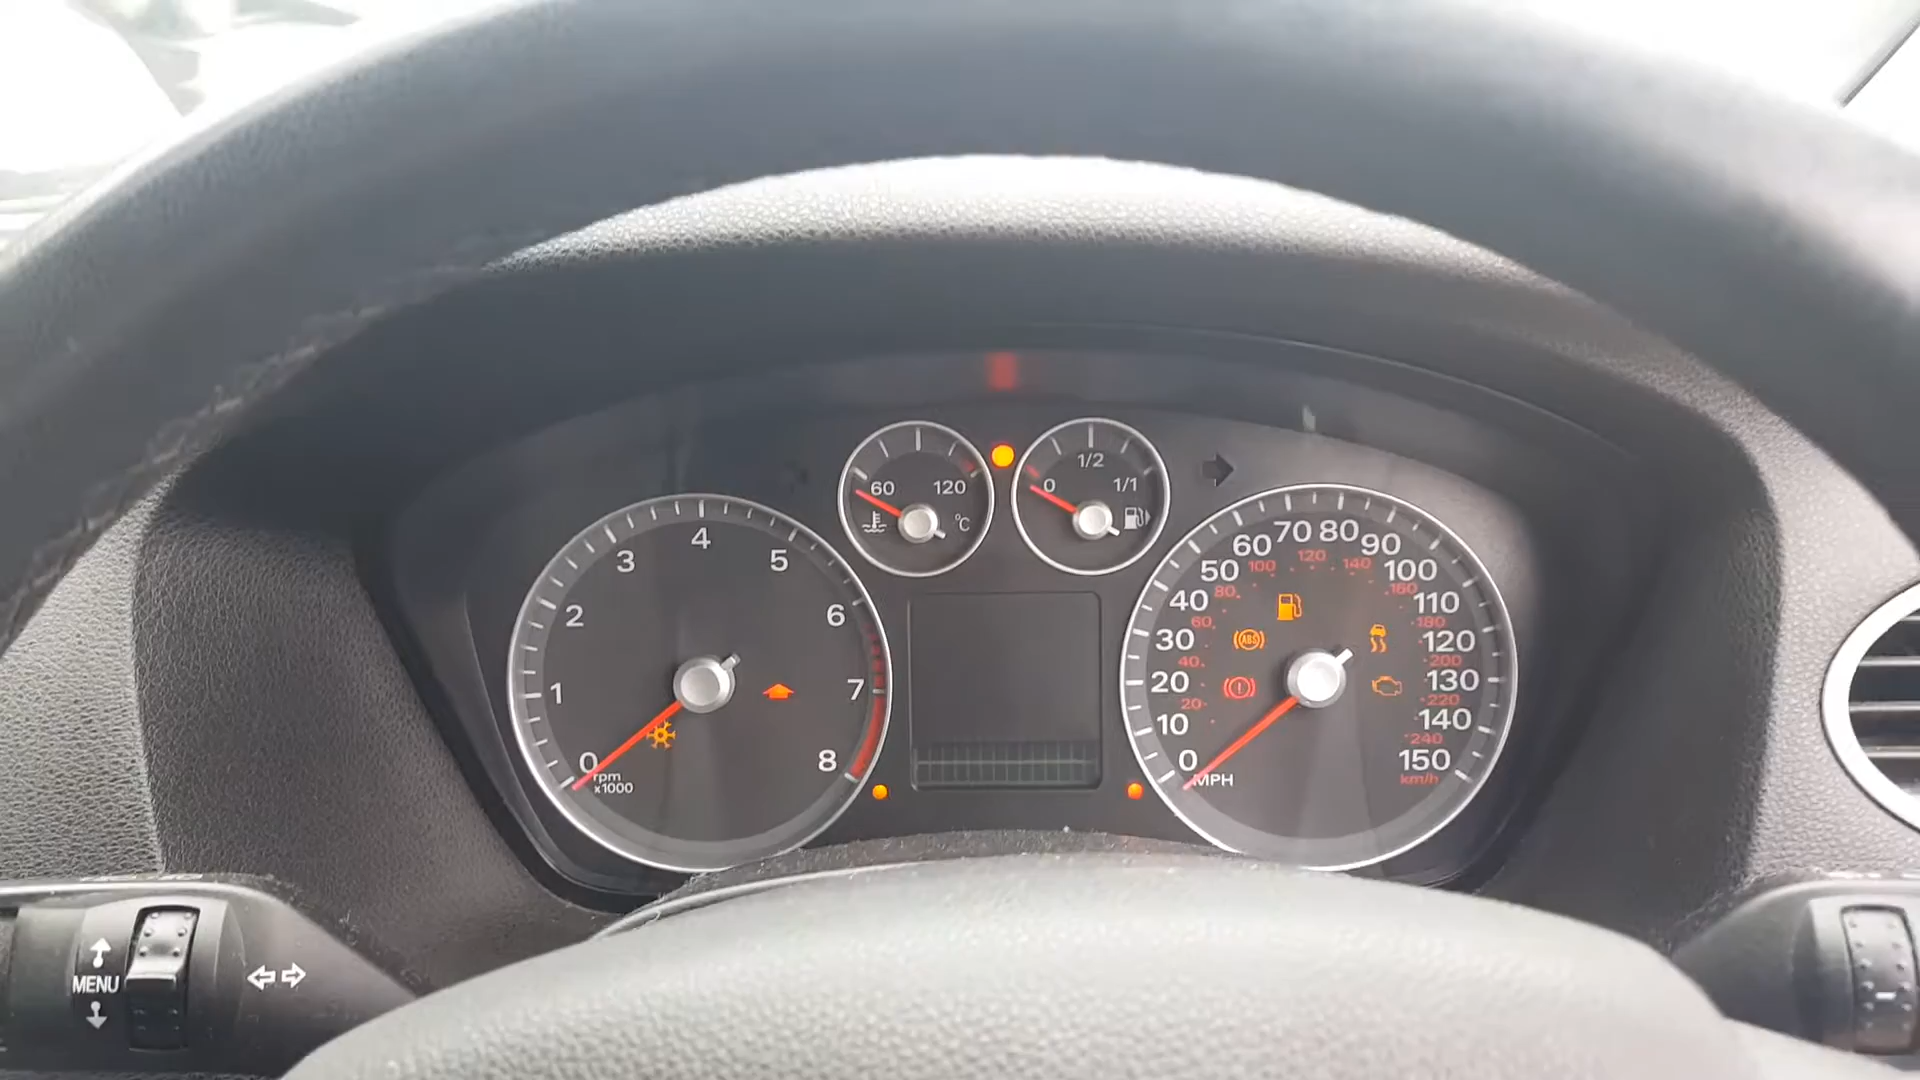 60 120
°C
0 1/2 1/1
0 1 2 3 4 5 6 7 8
rpm
x1000
0 10 20 30 40 50 60 70 80 90 100 110 120 130 140 150
MPH
20 40 60 80 100 120 140 160 180 200 220 240
km/h
ABS
MENU